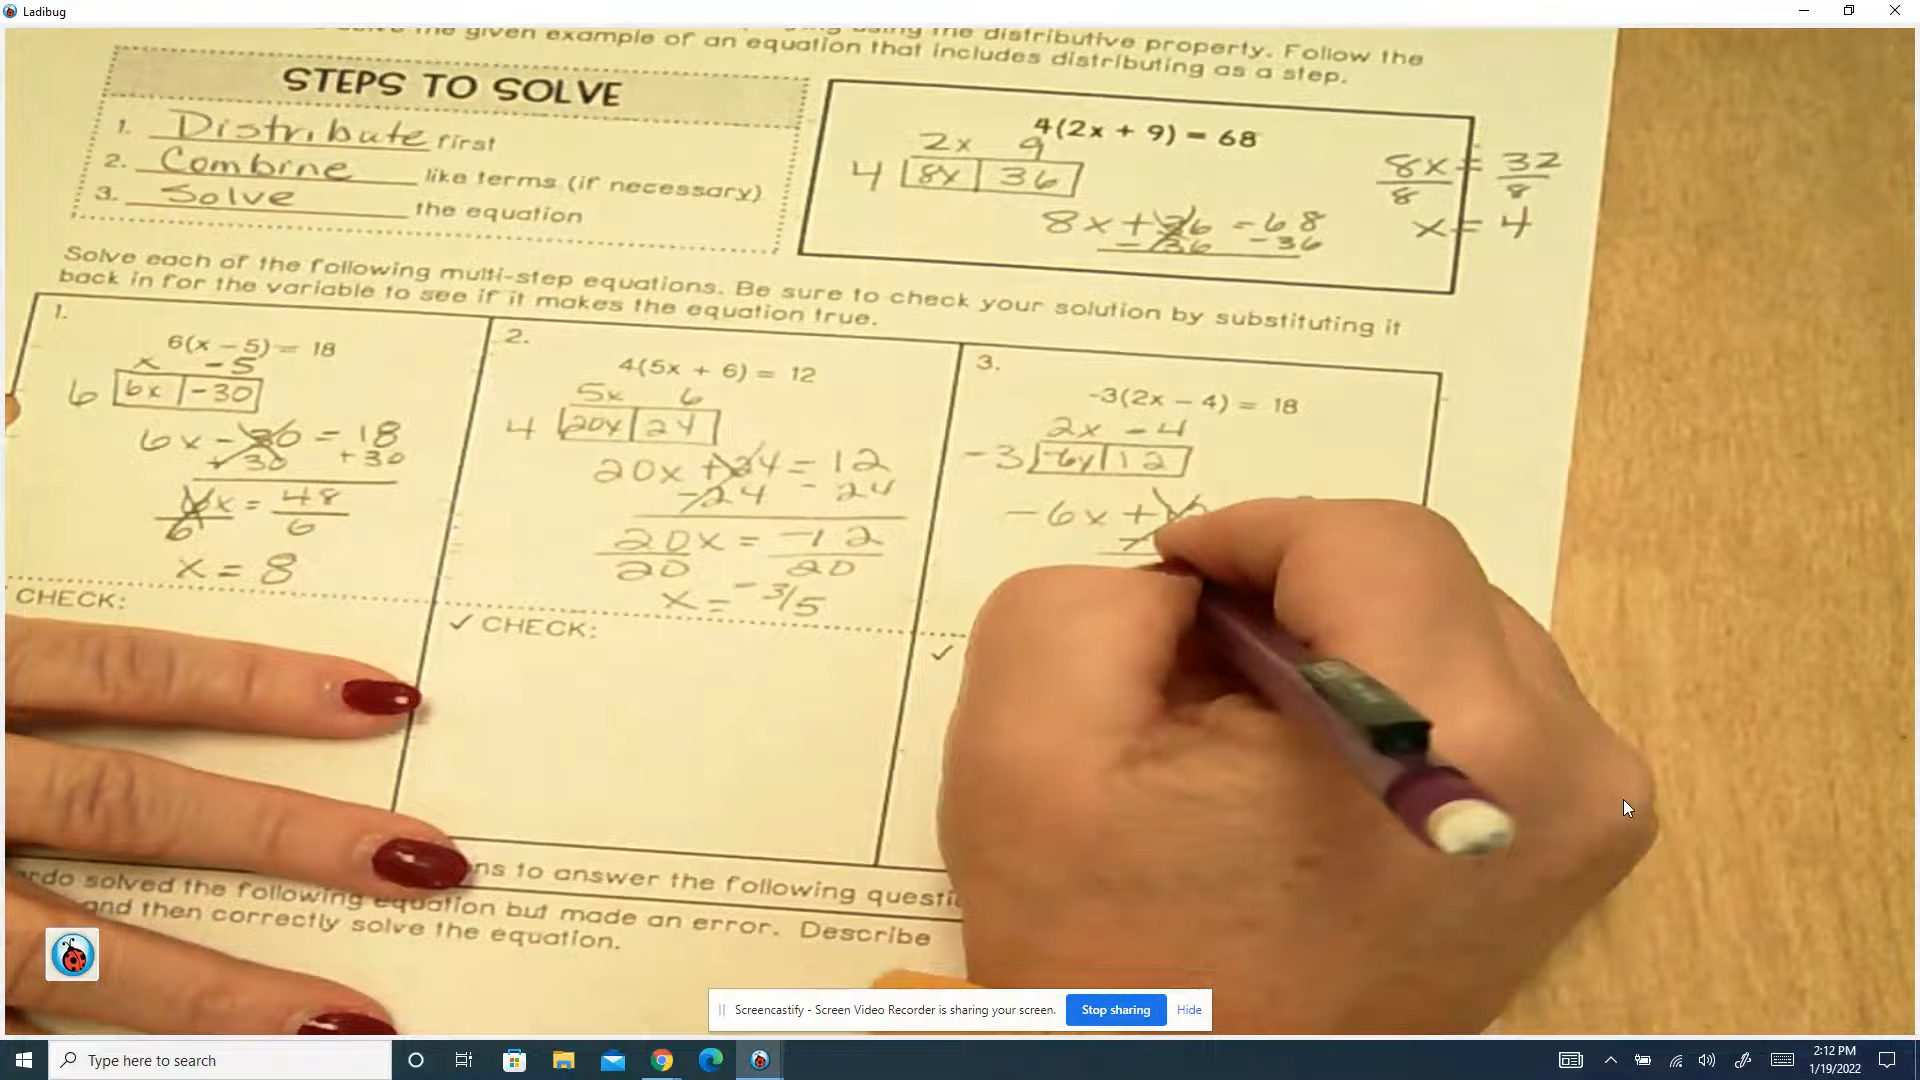 Ladibug
the given example of an equation that includes distributing as a step.
using the distributive property. Follow the
STEPS TO SOLVE
1. Distribute first
2. Combine like terms (if necessary)
3. Solve the equation
4(2x + 9) = 68
2x 9
4 8x 36
8x + 36 = 68
- 36 - 36
8x = 32
8 8
x = 4
Solve each of the following multi-step equations. Be sure to check your solution by substituting it
back in for the variable to see if it makes the equation true.
1.
6(x – 5) = 18
x -5
6 6x -30
6x - 30 = 18
+ 30 +30
6x = 48
6 6
x = 8
CHECK:
2.
4(5x + 6) = 12
5x 6
4 20x 24
20x + 24 = 12
- 24 - 24
20x = -12
20 20
x = -3/5
✓ CHECK:
3.
-3(2x – 4) = 18
2x -4
-3 -6x 12
-6x +
✓
ns to answer the following questi
rdo solved the following equation but made an error. Describe
and then correctly solve the equation.
Screencastify - Screen Video Recorder is sharing your screen. Stop sharing Hide
Type here to search
2:12 PM
1/19/2022